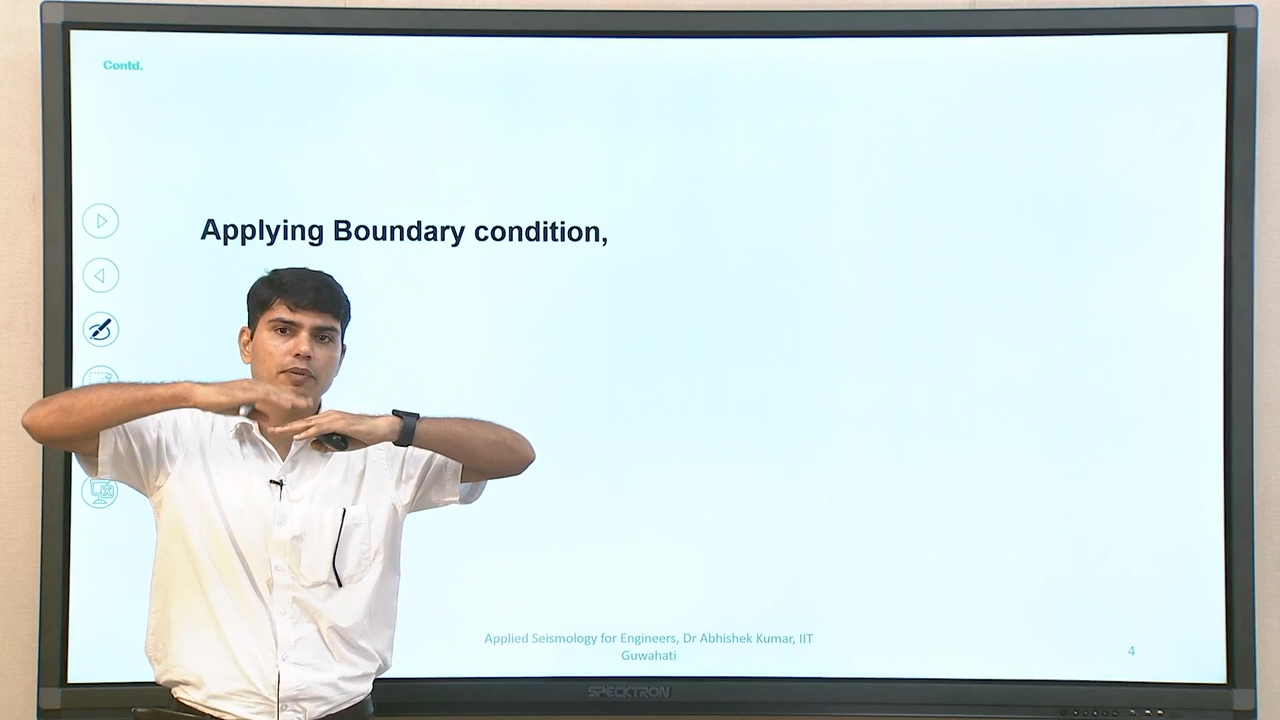 Contd.
Applying Boundary condition,
Applied Seismology for Engineers, Dr Abhishek Kumar, IIT
Guwahati
4
SPECKTRON